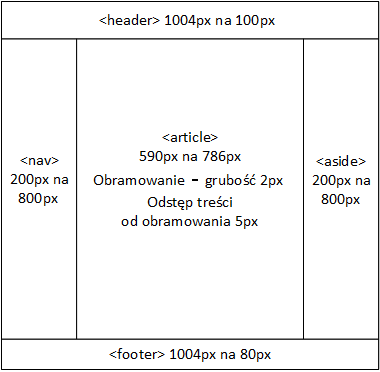 <header> 1004px na 100px
<nav>
200px na
800px
<article>
590px na 786px
Obramowanie – grubość 2px
Odstęp treści
od obramowania 5px
<aside>
200px na
800px
<footer> 1004px na 80px